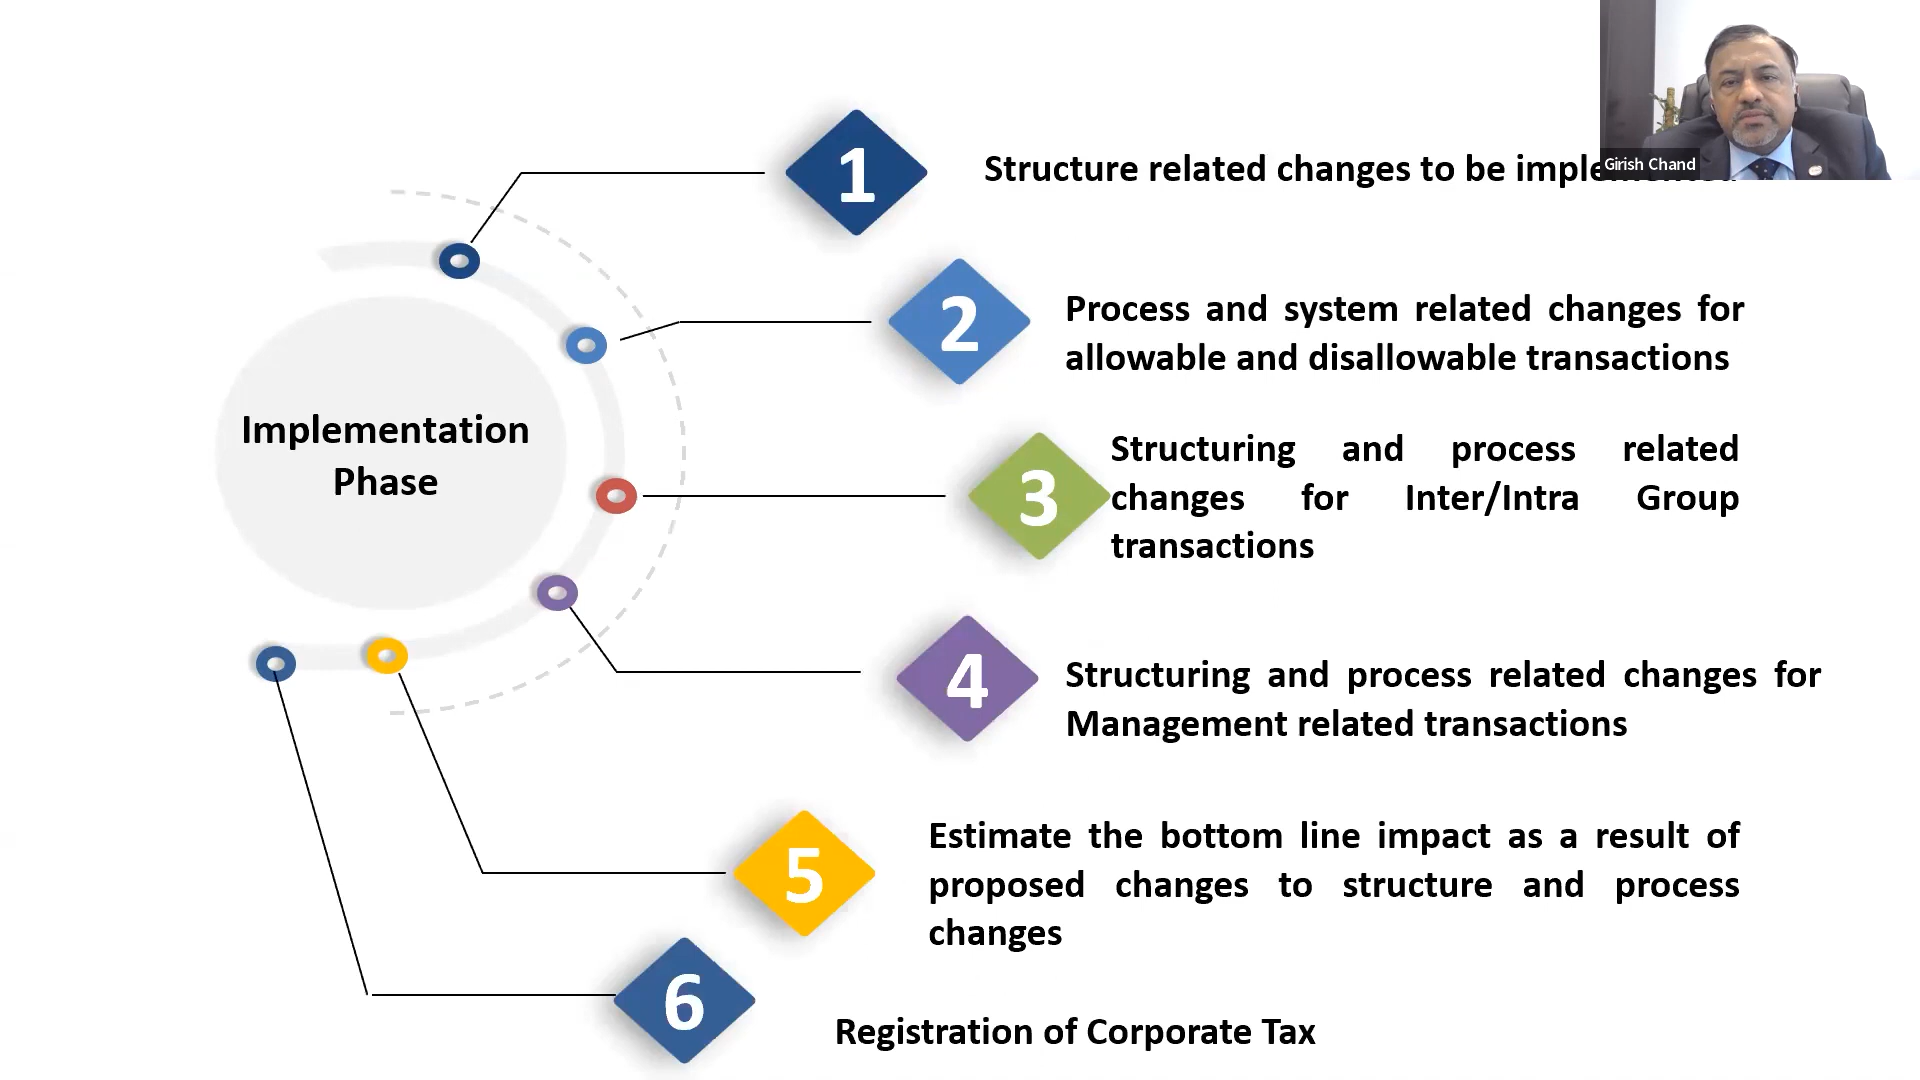 Girish Chand
1
Structure related changes to be
2
Process and system related changes for
allowable and disallowable transactions
Implementation
Phase
3
Structuring and process related
changes for Inter/Intra Group
transactions
4
Structuring and process related changes for
Management related transactions
5
Estimate the bottom line impact as a result of
proposed changes to structure and process
changes
6
Registration of Corporate Tax